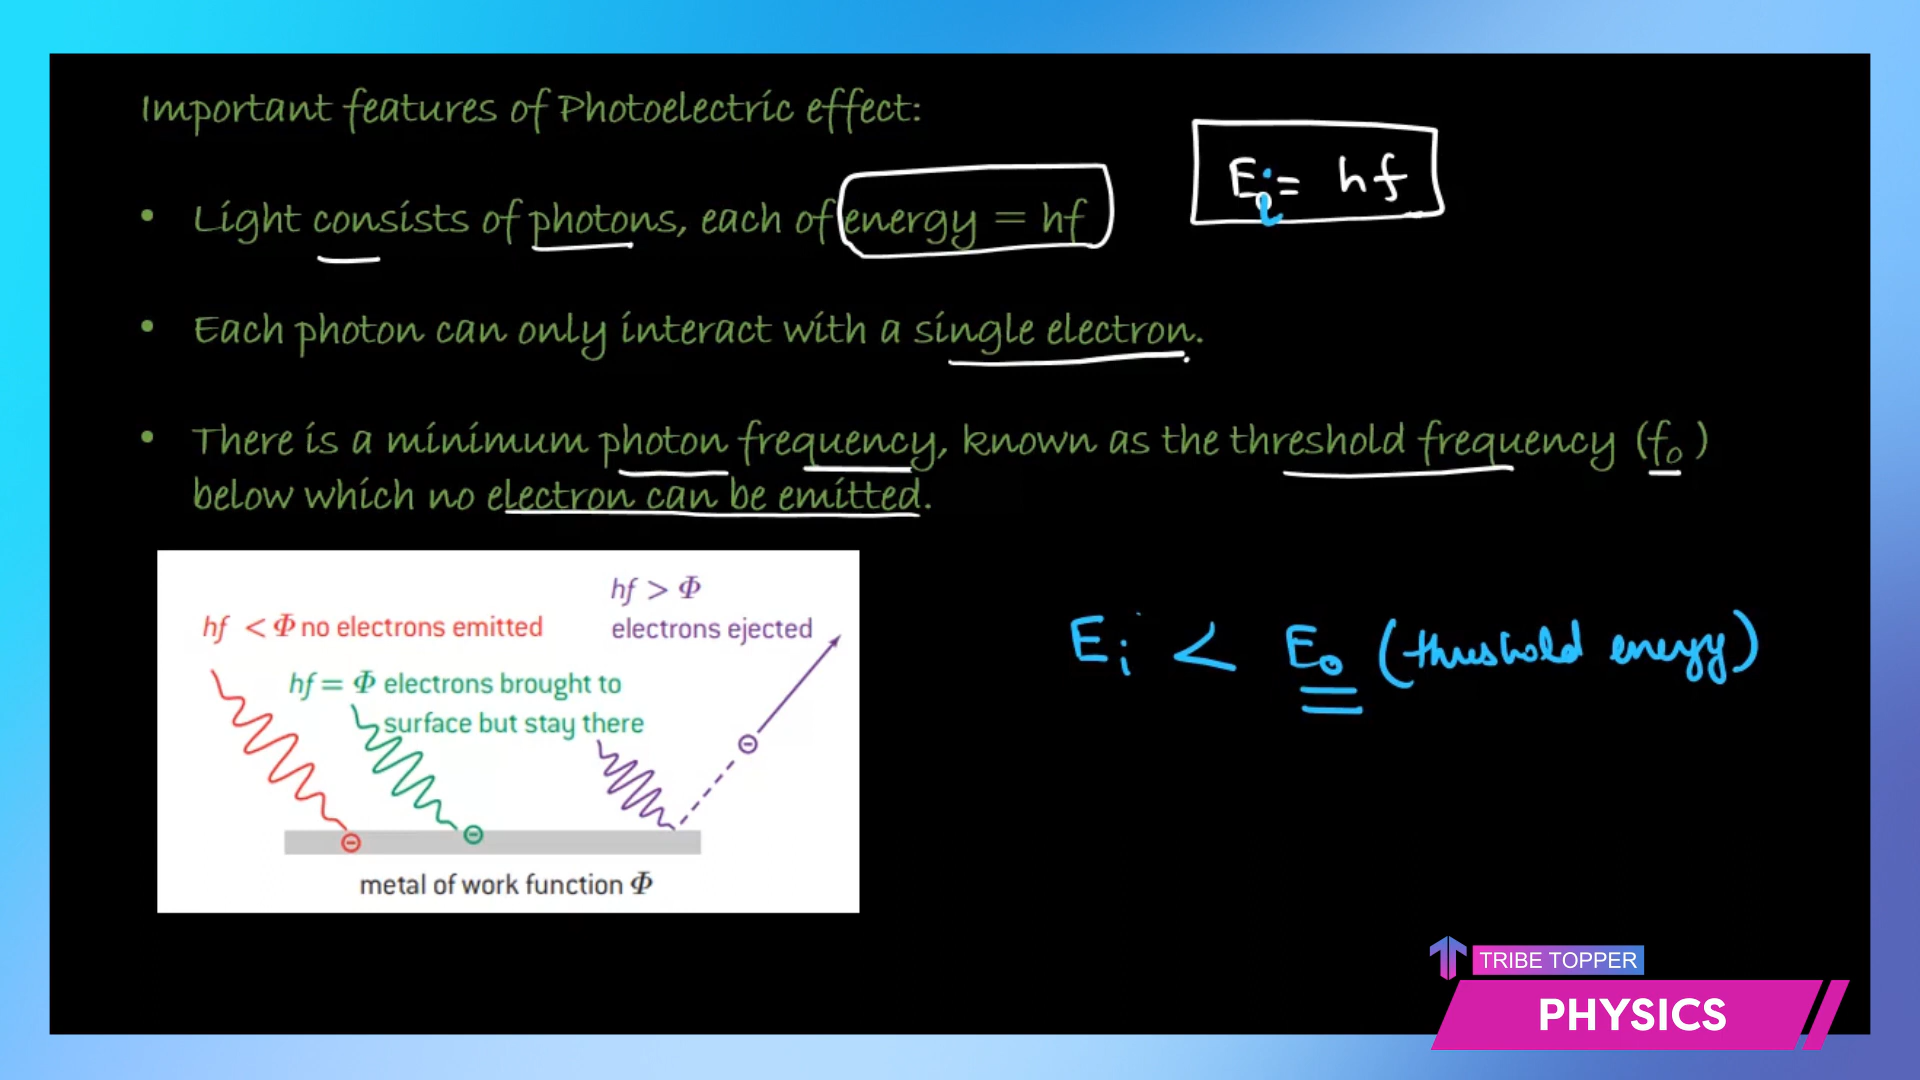 Important features of Photoelectric effect:
E i = hf
• Light consists of photons, each of energy = hf
• Each photon can only interact with a single electron.
• There is a minimum photon frequency, known as the threshold frequency (f₀)
below which no electron can be emitted.
hf > Φ
electrons ejected
hf < Φ no electrons emitted
hf = Φ electrons brought to
surface but stay there
metal of work function Φ
Ei < E₀ (threshold energy)
TRIBE TOPPER
PHYSICS